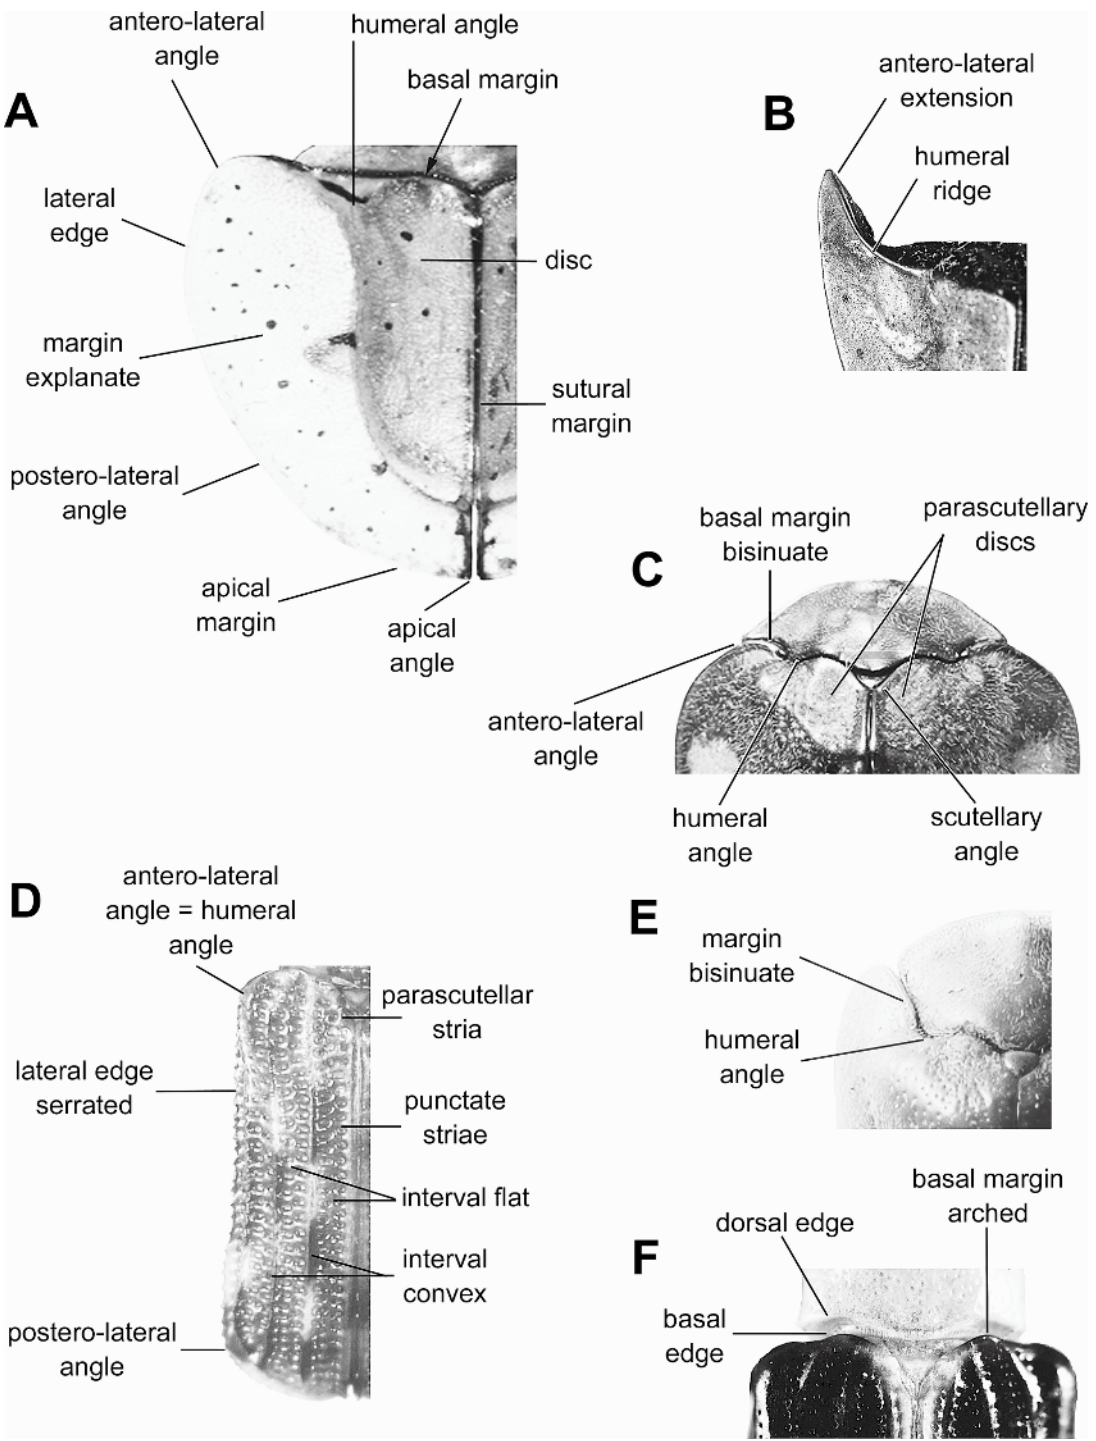 A
antero-lateral
angle
humeral angle
basal margin
lateral
edge
disc
margin
explanate
sutural
margin
postero-lateral
angle
apical
margin
apical
angle
B
antero-lateral
extension
humeral
ridge
C
basal margin
bisinuate
parascutellary
discs
antero-lateral
angle
humeral
angle
scutellary
angle
D
antero-lateral
angle = humeral
angle
parascutellar
stria
lateral edge
serrated
punctate
striae
interval flat
interval
convex
postero-lateral
angle
E
margin
bisinuate
humeral
angle
F
basal margin
arched
dorsal edge
basal
edge